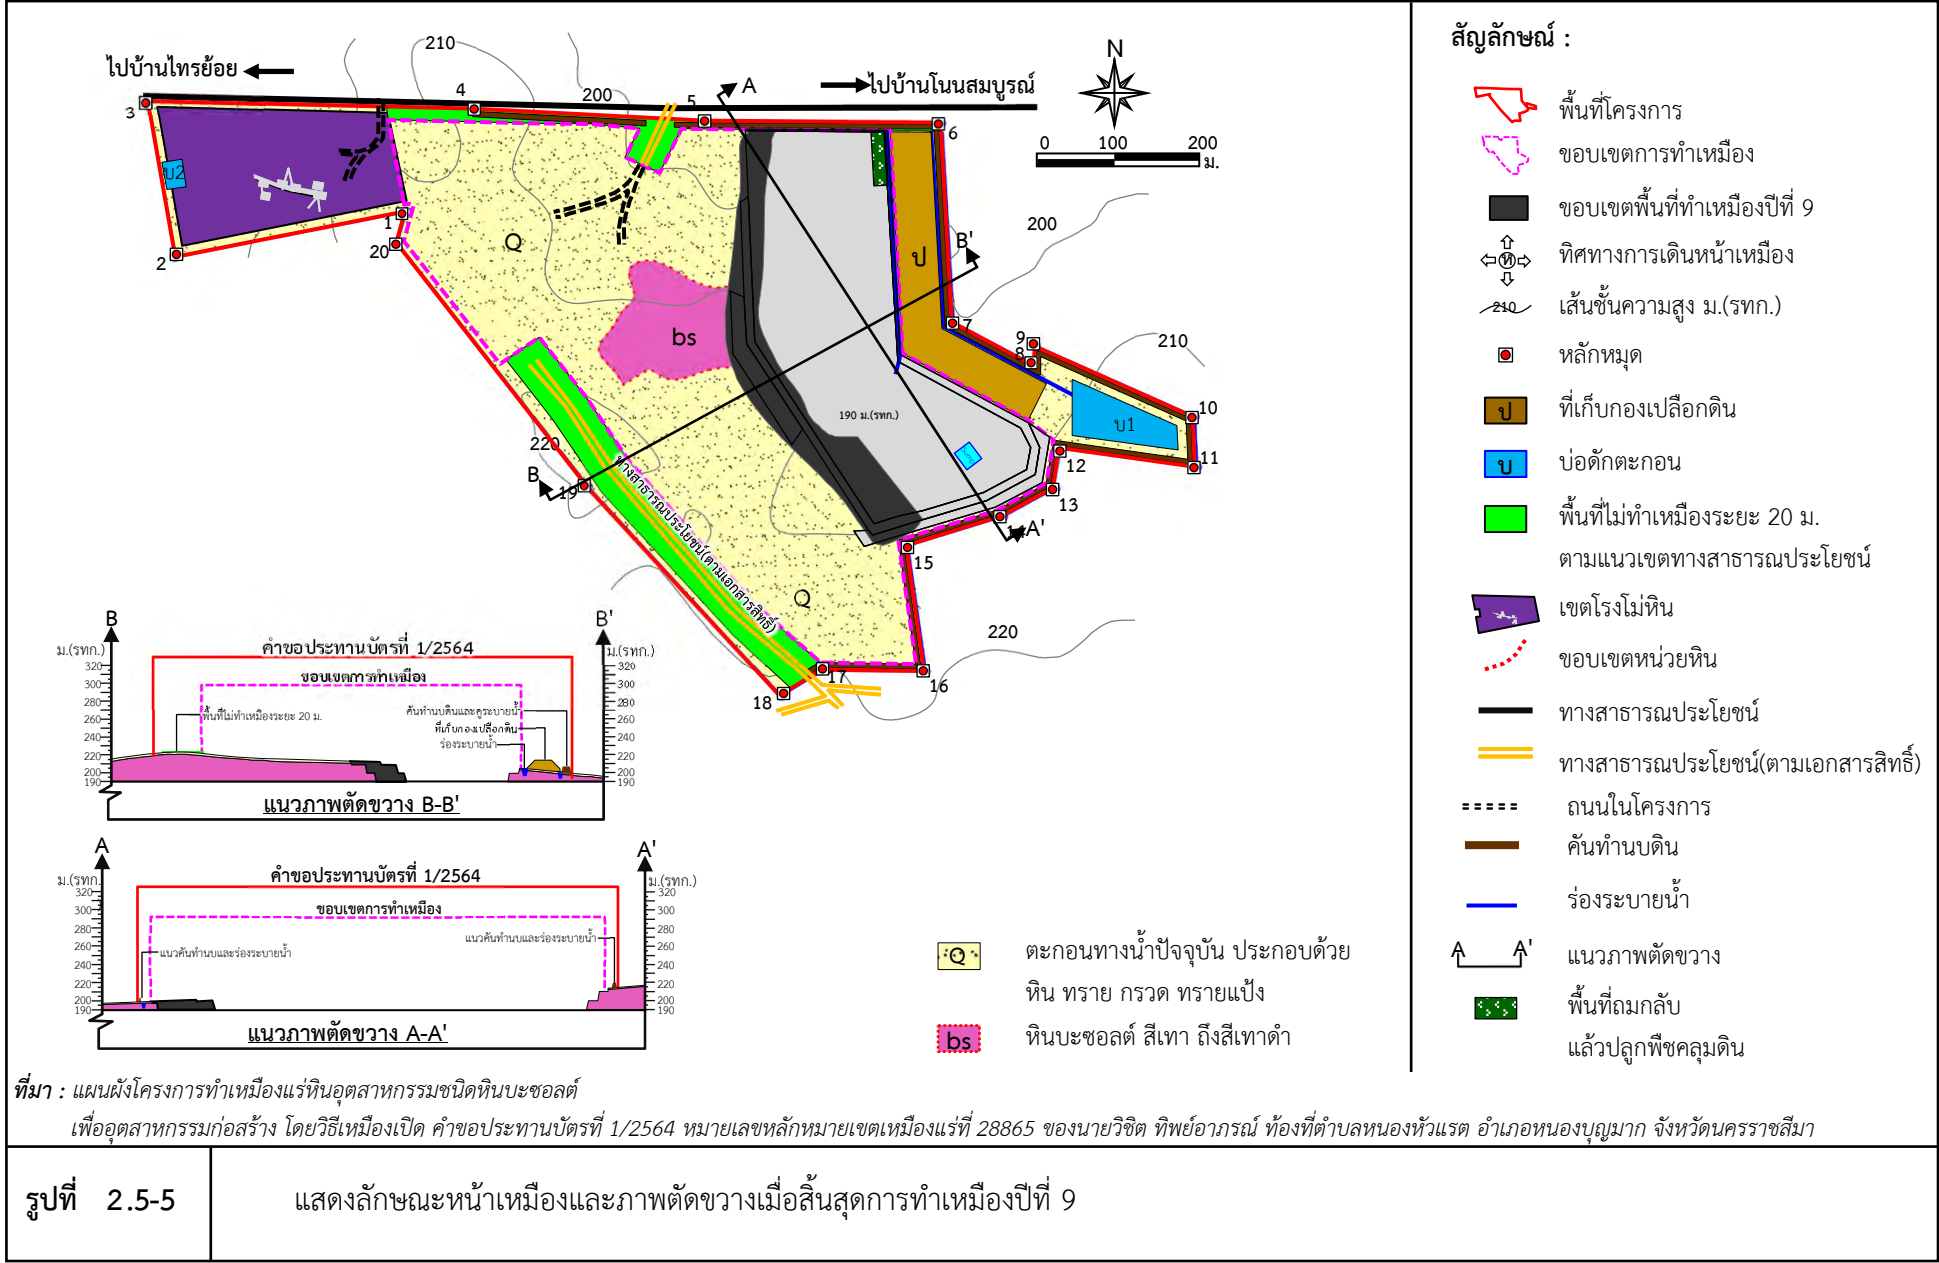 ไปบ้านไทรย้อย
ไปบ้านโนนสมบูรณ์
N
0 100 200
ม.
210
200
200
210
220
220
A
A'
B
B'
1
2
3
4
5
6
7
8
9
10
11
12
13
14
15
16
17
18
19
20
บ2
บ1
ป
Q
Q
bs
190 ม.(รทก.)
ทางสาธารณประโยชน์(ตามเอกสารสิทธิ์)
B
B'
ม.(รทก.)
ม.(รทก.)
คำขอประทานบัตรที่ 1/2564
ขอบเขตการทำเหมือง
พื้นที่ไม่ทำเหมืองระยะ 20 ม.
คันทำนบดินและคูระบายน้ำ
ที่เก็บกองเปลือกดิน
ร่องระบายน้ำ
320 320
300 300
280 280
260 260
240 240
220 220
200 200
190 190
แนวภาพตัดขวาง B-B'
A
A'
ม.(รทก.
ม.(รทก.)
คำขอประทานบัตรที่ 1/2564
ขอบเขตการทำเหมือง
แนวคันทำนบและร่องระบายน้ำ
แนวคันทำนบและร่องระบายน้ำ
320 320
300 300
280 280
260 260
240 240
220 220
200 200
190 190
แนวภาพตัดขวาง A-A'
Q ตะกอนทางน้ำปัจจุบัน ประกอบด้วย
หิน ทราย กรวด ทรายแป้ง
bs หินบะซอลต์ สีเทา ถึงสีเทาดำ
สัญลักษณ์ :
พื้นที่โครงการ
ขอบเขตการทำเหมือง
ขอบเขตพื้นที่ทำเหมืองปีที่ 9
ท ทิศทางการเดินหน้าเหมือง
210 เส้นชั้นความสูง ม.(รทก.)
หลักหมุด
ป ที่เก็บกองเปลือกดิน
บ บ่อดักตะกอน
พื้นที่ไม่ทำเหมืองระยะ 20 ม.
ตามแนวเขตทางสาธารณประโยชน์
เขตโรงโม่หิน
ขอบเขตหน่วยหิน
ทางสาธารณประโยชน์
ทางสาธารณประโยชน์(ตามเอกสารสิทธิ์)
ถนนในโครงการ
คันทำนบดิน
ร่องระบายน้ำ
A A' แนวภาพตัดขวาง
พื้นที่ถมกลับ
แล้วปลูกพืชคลุมดิน
ที่มา : แผนผังโครงการทำเหมืองแร่หินอุตสาหกรรมชนิดหินบะซอลต์
เพื่ออุตสาหกรรมก่อสร้าง โดยวิธีเหมืองเปิด คำขอประทานบัตรที่ 1/2564 หมายเลขหลักหมายเขตเหมืองแร่ที่ 28865 ของนายวิชิต ทิพย์อาภรณ์ ท้องที่ตำบลหนองหัวแรต อำเภอหนองบุญมาก จังหวัดนครราชสีมา
รูปที่ 2.5-5 แสดงลักษณะหน้าเหมืองและภาพตัดขวางเมื่อสิ้นสุดการทำเหมืองปีที่ 9